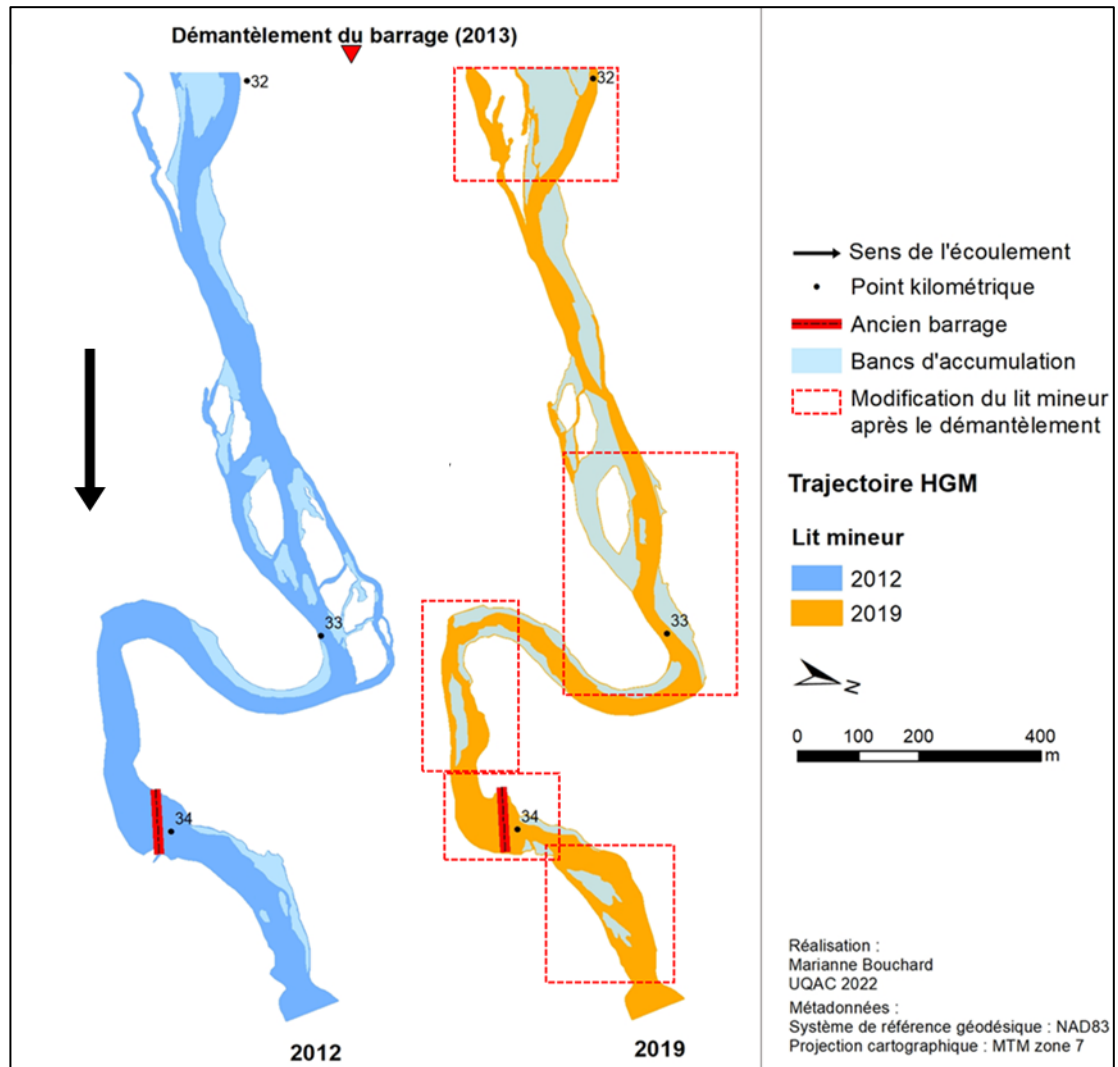 Démantèlement du barrage (2013)
32
33
34
2012
32
33
34
2019
Sens de l'écoulement
Point kilométrique
Ancien barrage
Bancs d'accumulation
Modification du lit mineur
après le démantèlement
Trajectoire HGM
Lit mineur
2012
2019
N
0 100 200 400
m
Réalisation :
Marianne Bouchard
UQAC 2022
Métadonnées :
Système de référence géodésique : NAD83
Projection cartographique : MTM zone 7